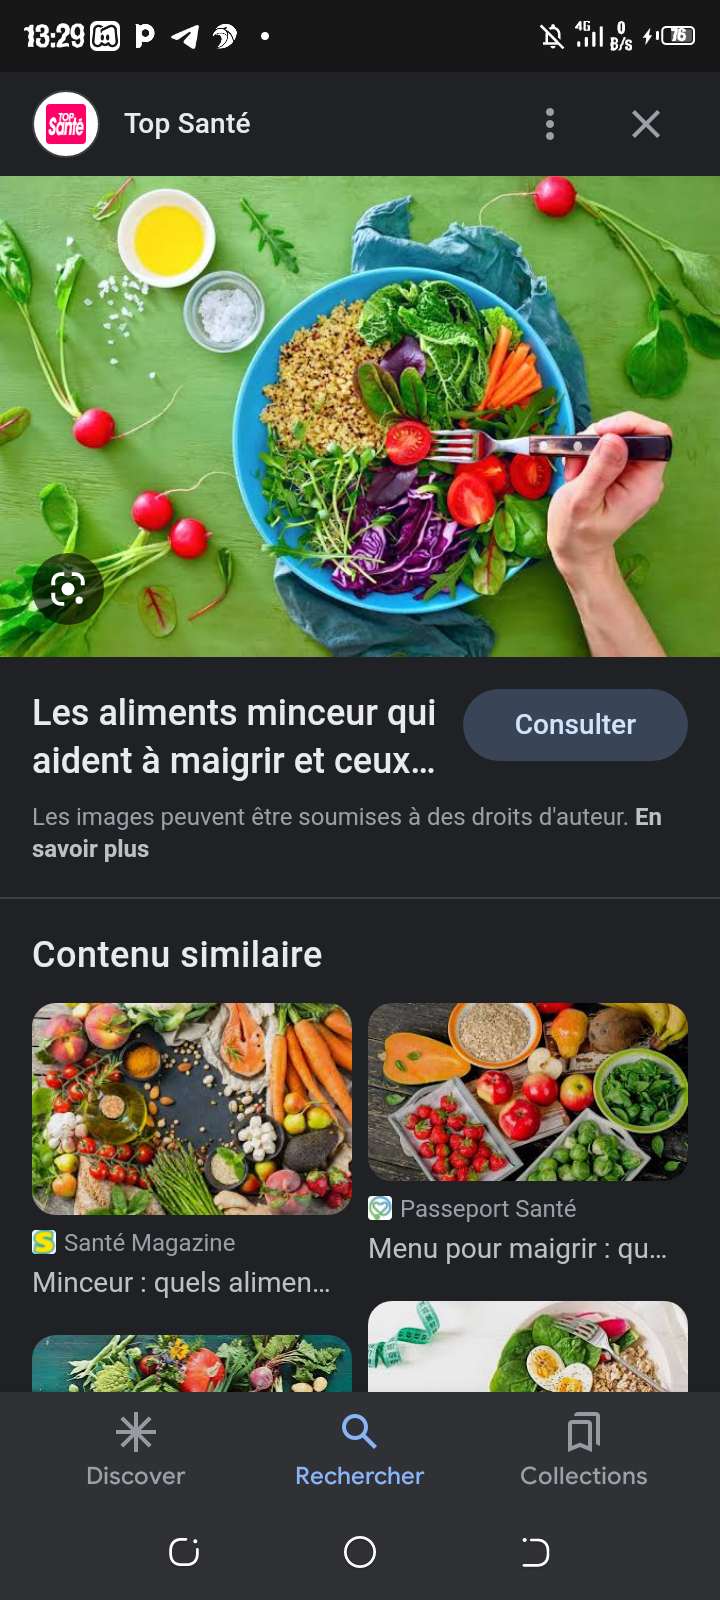 13:29
4G 0 B/s 76
TOP Santé
Top Santé
Les aliments minceur qui
aident à maigrir et ceux...
Consulter
Les images peuvent être soumises à des droits d'auteur. En
savoir plus
Contenu similaire
Santé Magazine
Minceur : quels alimen...
Passeport Santé
Menu pour maigrir : qu...
Discover
Rechercher
Collections